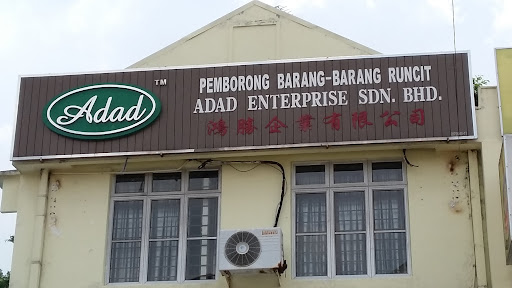 Adad TM
PEMBORONG BARANG-BARANG RUNCIT
ADAD ENTERPRISE SDN. BHD.
鴻勝企業有限公司